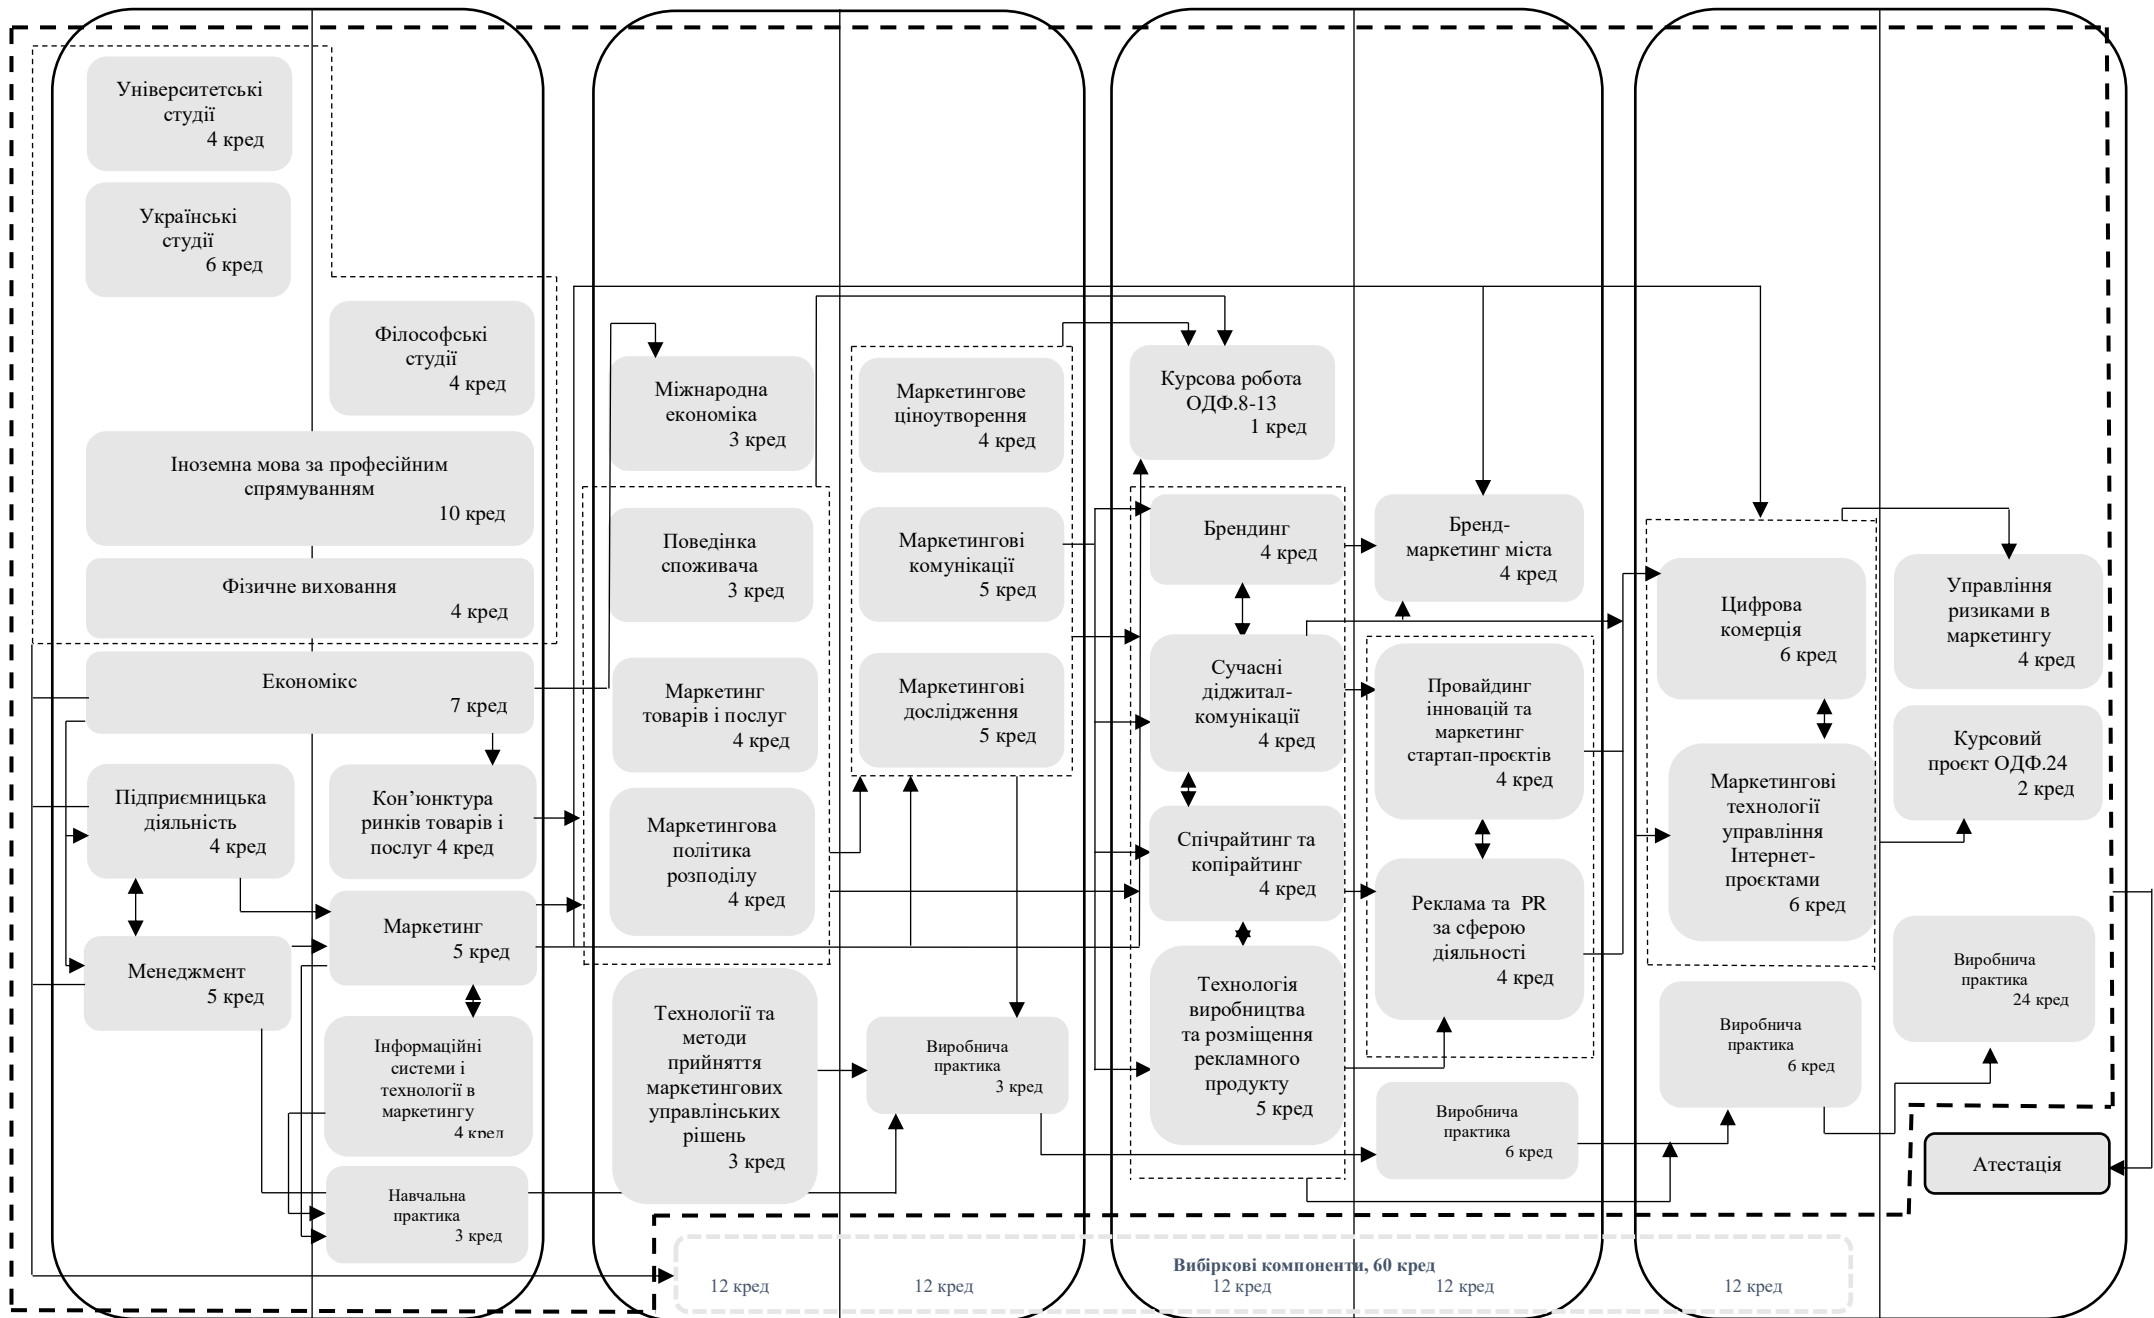 Університетські
студії
4 кред
Українські
студії
6 кред
Філософські
студії
4 кред
Іноземна мова за професійним
спрямуванням
10 кред
Фізичне виховання
4 кред
Економікс
7 кред
Підприємницька
діяльність
4 кред
Кон’юнктура
ринків товарів і
послуг 4 кред
Менеджмент
5 кред
Маркетинг
5 кред
Інформаційні
системи і
технології в
маркетингу
4 кред
Навчальна
практика
3 кред
Міжнародна
економіка
3 кред
Поведінка
споживача
3 кред
Маркетинг
товарів і послуг
4 кред
Маркетингова
політика
розподілу
4 кред
Технології та
методи
прийняття
маркетингових
управлінських
рішень
3 кред
Маркетингове
ціноутворення
4 кред
Маркетингові
комунікації
5 кред
Маркетингові
дослідження
5 кред
Виробнича
практика
3 кред
Курсова робота
ОДФ.8-13
1 кред
Брендинг
4 кред
Сучасні
діджитал-
комунікації
4 кред
Спічрайтинг та
копірайтинг
4 кред
Технологія
виробництва
та розміщення
рекламного
продукту
5 кред
Бренд-
маркетинг міста
4 кред
Провайдинг
інновацій та
маркетинг
стартап-проєктів
4 кред
Реклама та PR
за сферою
діяльності
4 кред
Виробнича
практика
6 кред
Цифрова
комерція
6 кред
Маркетингові
технології
управління
Інтернет-
проєктами
6 кред
Виробнича
практика
6 кред
Управління
ризиками в
маркетингу
4 кред
Курсовий
проєкт ОДФ.24
2 кред
Виробнича
практика
24 кред
Атестація
Вибіркові компоненти, 60 кред
12 кред
12 кред
12 кред
12 кред
12 кред